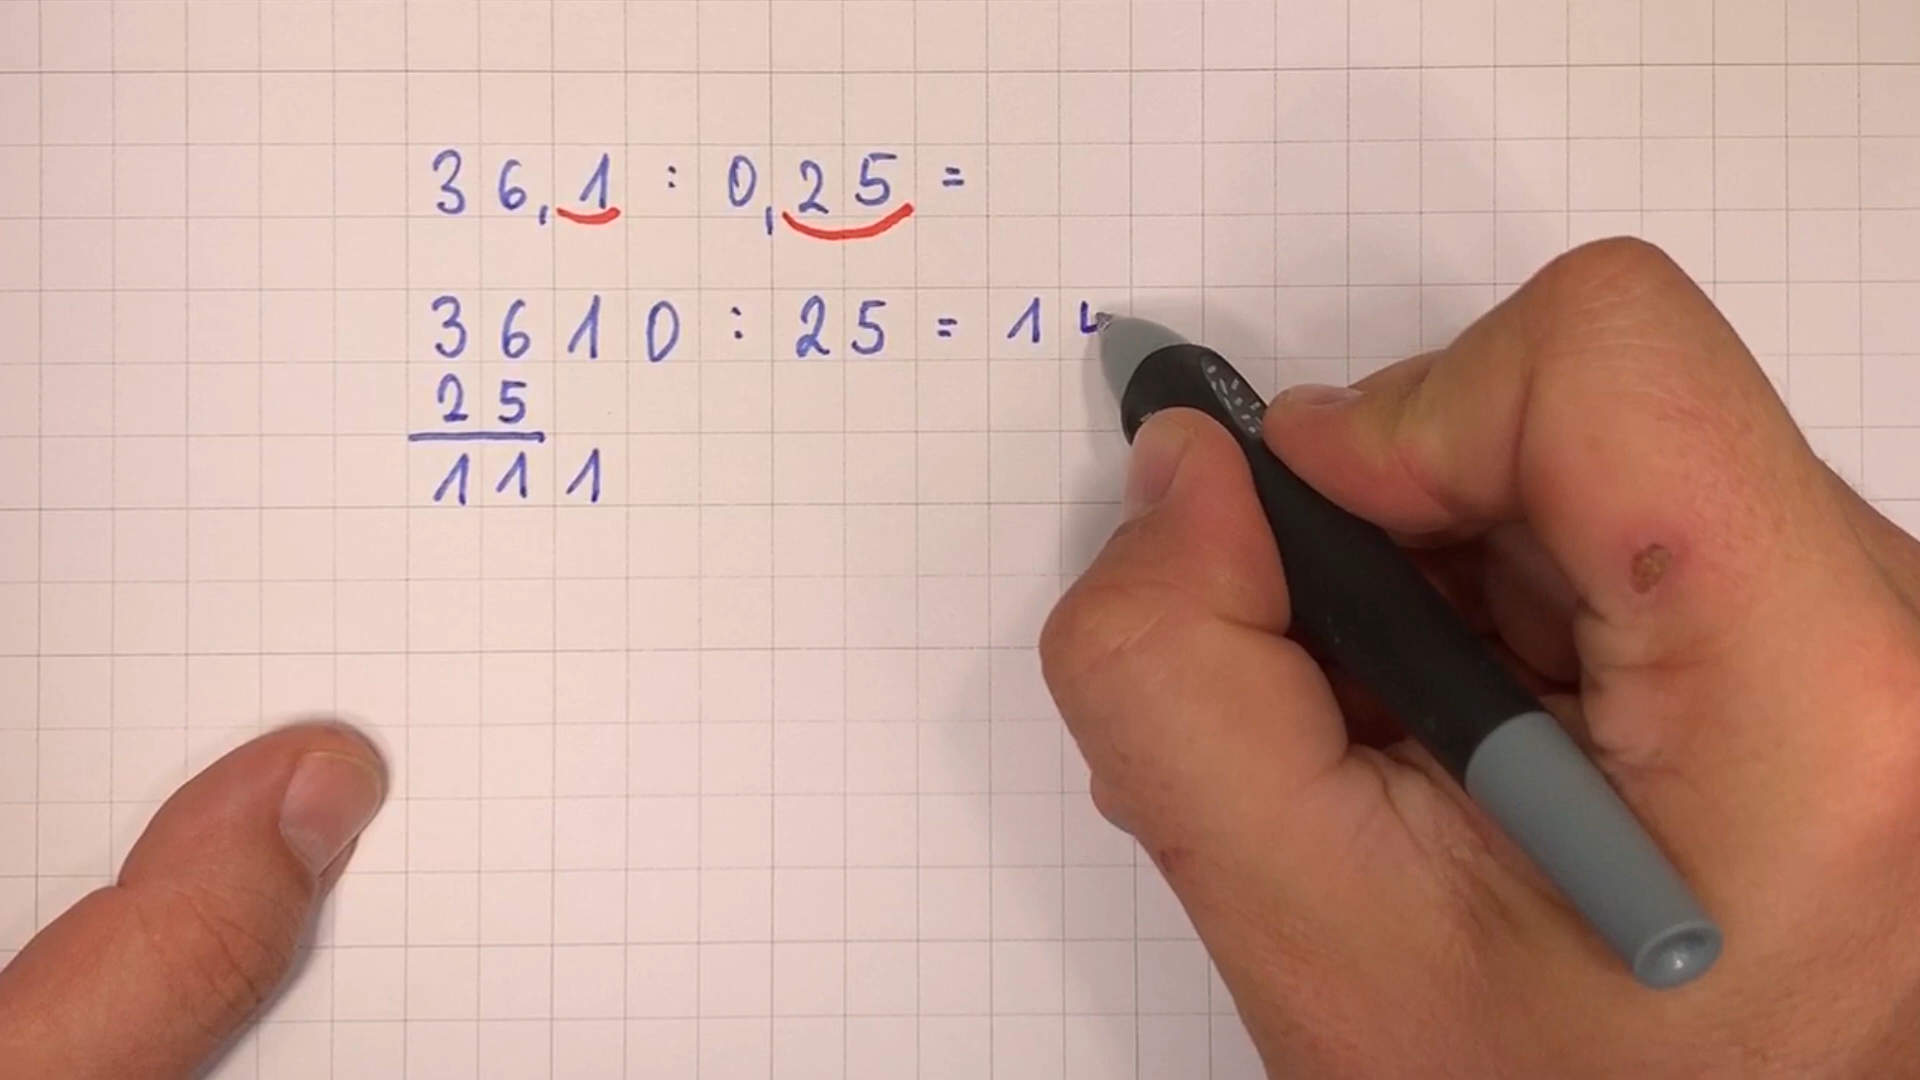 36,1 : 0,25 =
3610 : 25 = 14
25
111